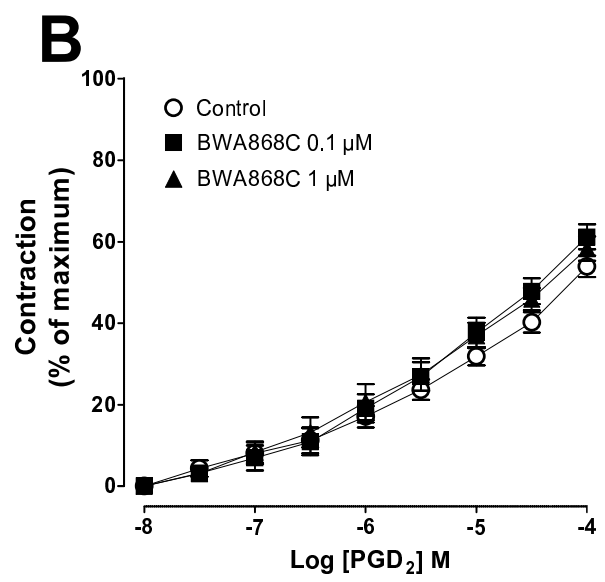 B
100
80
60
40
20
0
Contraction
(% of maximum)
Control
BWA868C 0.1 µM
BWA868C 1 µM
-8 -7 -6 -5 -4
Log [PGD₂] M